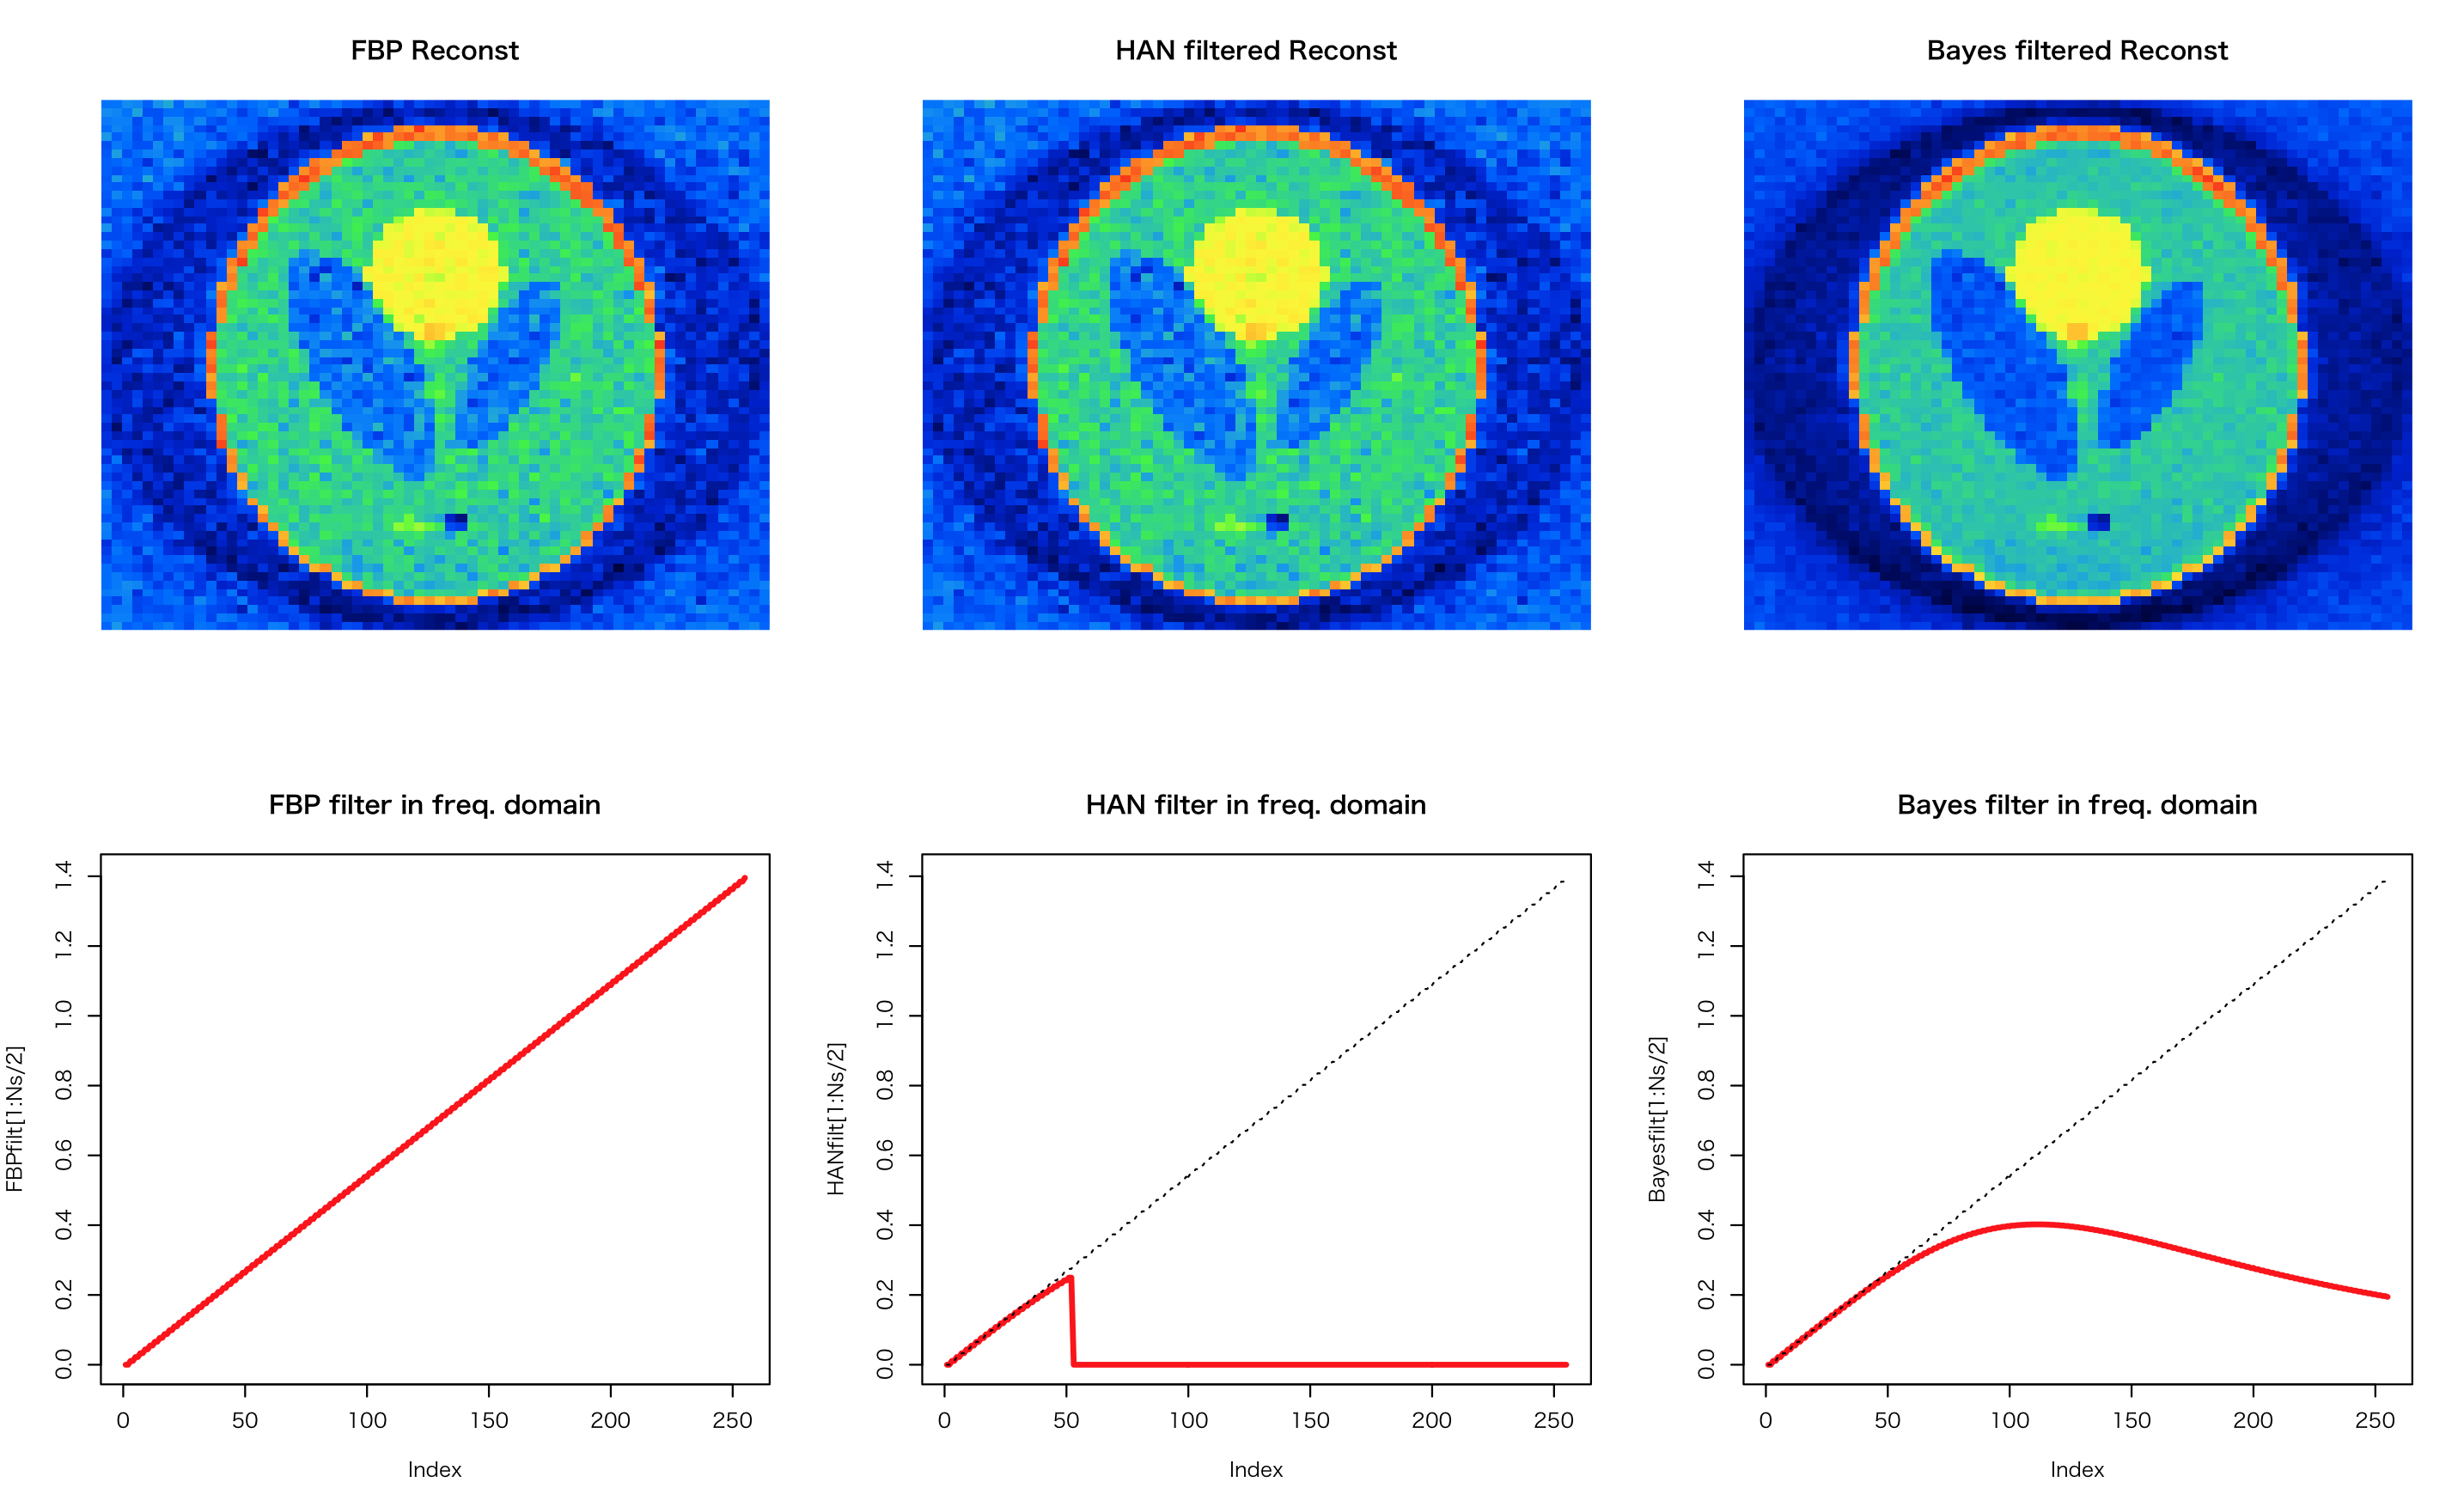 FBP Reconst
HAN filtered Reconst
Bayes filtered Reconst
FBP filter in freq. domain
FBPfilt[1:Ns/2]
1.4
1.2
1.0
0.8
0.6
0.4
0.2
0.0
0 50 100 150 200 250
Index
HAN filter in freq. domain
HANfilt[1:Ns/2]
1.4
1.2
1.0
0.8
0.6
0.4
0.2
0.0
0 50 100 150 200 250
Index
Bayes filter in freq. domain
Bayesfilt[1:Ns/2]
1.4
1.2
1.0
0.8
0.6
0.4
0.2
0.0
0 50 100 150 200 250
Index